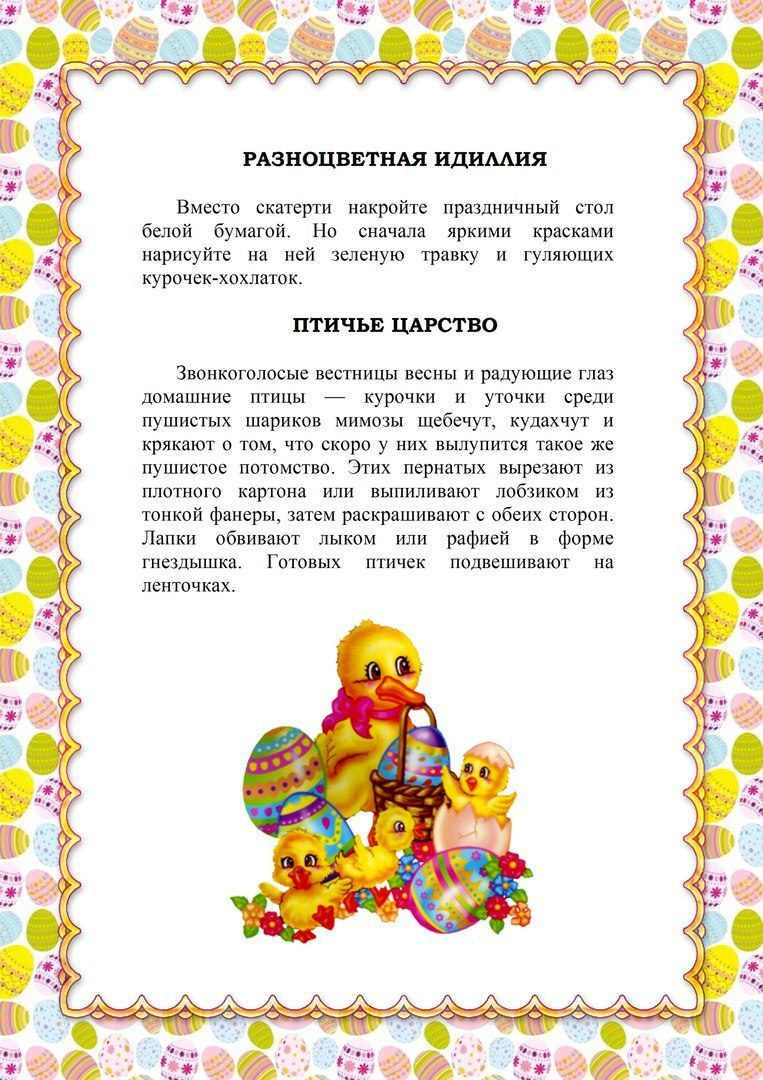 РАЗНОЦВЕТНАЯ ИДИЛЛИЯ
Вместо скатерти накройте праздничный стол
белой бумагой. Но сначала яркими красками
нарисуйте на ней зеленую травку и гуляющих
курочек-хохлаток.
ПТИЧЬЕ ЦАРСТВО
Звонкоголосые вестницы весны и радующие глаз
домашние птицы — курочки и уточки среди
пушистых шариков мимозы щебечут, кудахчут и
крякают о том, что скоро у них вылупится такое же
пушистое потомство. Этих пернатых вырезают из
плотного картона или выпиливают лобзиком из
тонкой фанеры, затем раскрашивают с обеих сторон.
Лапки обвивают лыком или рафией в форме
гнездышка. Готовых птичек подвешивают на
ленточках.